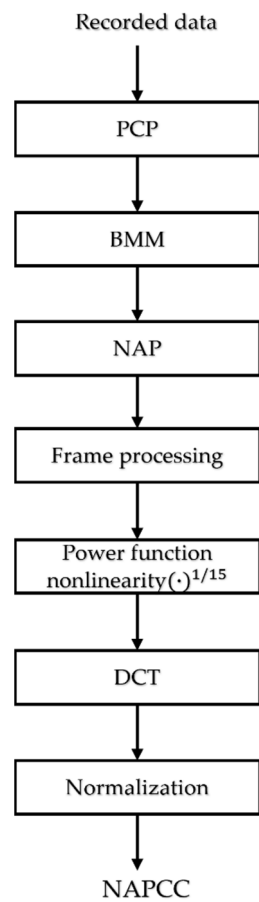 Recorded data
PCP
BMM
NAP
Frame processing
Power function
nonlinearity(·)^{1/15}
DCT
Normalization
NAPCC